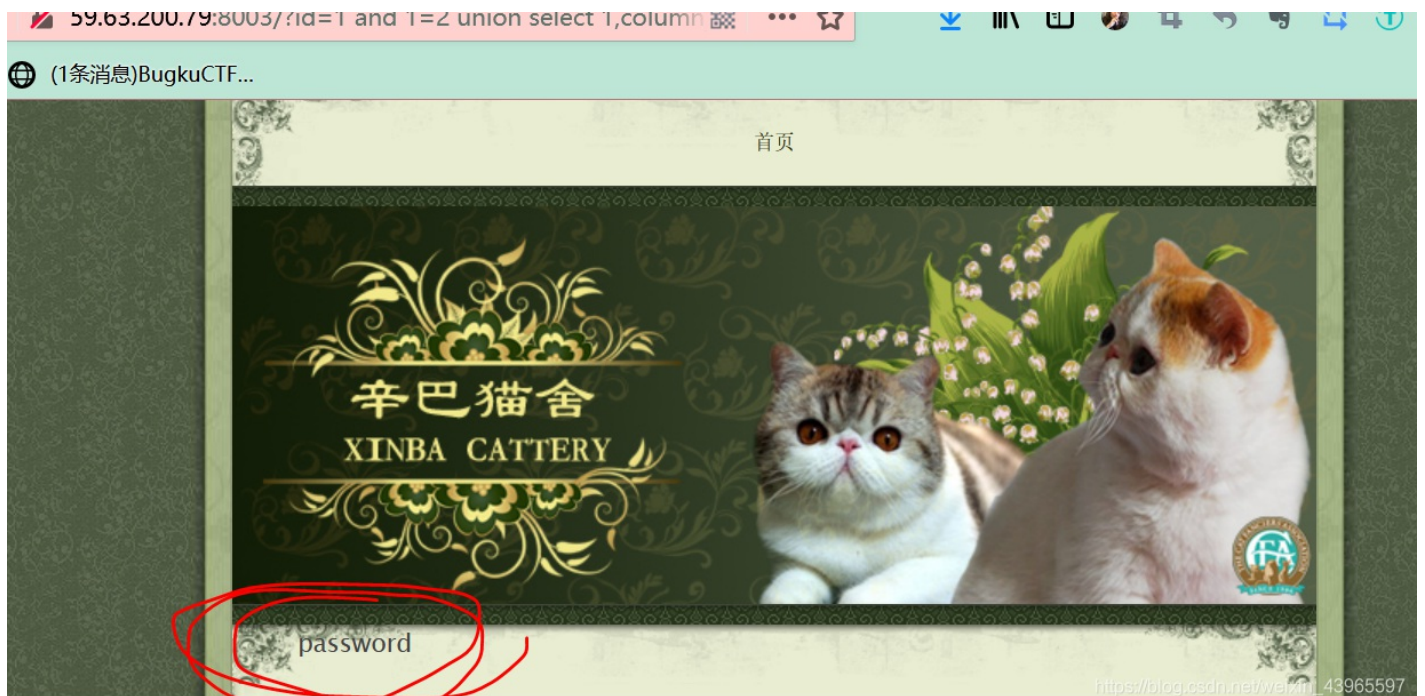 59.63.200.79:8003/?id=1 and 1=2 union select 1,column
(1条消息)BugkuCTF...
首页
辛巴猫舍
XINBA CATTERY
CFA
password
https://blog.csdn.net/weixin_43965597